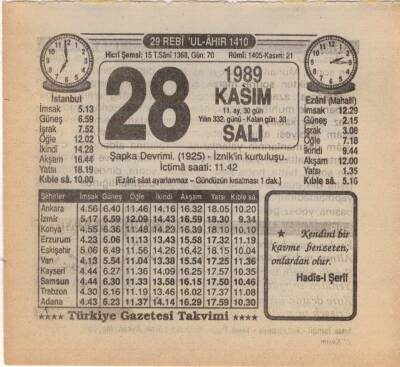 29 REBÎ 'UL-ÂHIR 1410
Hicrî Şemsî: 15 T.Sânî 1368, Gün: 70 Rûmî: 1405-Kasım: 21
28
1989
KASIM
11. ay, 30 gün
Yılın 332. günü - Kalan gün: 33
SALI
İstanbul
İmsak 5.13
Güneş 6.59
İşrak 7.52
Öğle 12.02
İkindi 14.28
Akşam 16.44
Yatsı 18.19
Kıble sâ. 10.00
Ezânî (Mahallî)
İmsak 12.29
Güneş 2.15
İşrak 3.08
Öğle 7.18
İkindi 9.44
Akşam 12.00
Yatsı 1.35
Kıble sâ. 5.16
Şapka Devrimi. (1925) - İznik'in kurtuluşu.
İctimâ saati: 11.42
(Ezânî sâat ayarlanmaz – Gündüzün kısalması 1 dak.)
Şehirler İmsak Güneş Öğle İkindi Akşam Yatsı Kıble sâ.
Ankara 4.56 6.40 11.46 14.16 16.32 18.05 10.20
İzmir 5.17 6.59 12.09 14.43 16.59 18.30 9.34
Konya 4.55 6.36 11.48 14.23 16.39 18.10 10.10
Erzurum 4.23 6.06 11.13 13.43 15.58 17.32 11.19
Eskişehir 5.06 6.49 11.56 14.26 16.42 18.15 10.04
Van 4.13 5.54 11.04 13.38 15.54 17.25 11.36
Kayseri 4.44 6.27 11.36 14.09 16.25 17.57 10.35
Samsun 4.44 6.30 11.33 13.58 16.15 17.50 10.46
Trabzon 4.30 6.16 11.19 13.46 16.02 17.37 11.08
Adana 4.43 6.23 11.37 14.14 16.29 17.59 10.30
★ Kendini bir
kavme benzeten,
onlardan olur.
Hadîs-i Şerîf
★★★★ Türkiye Gazetesi Takvimi ★★★★